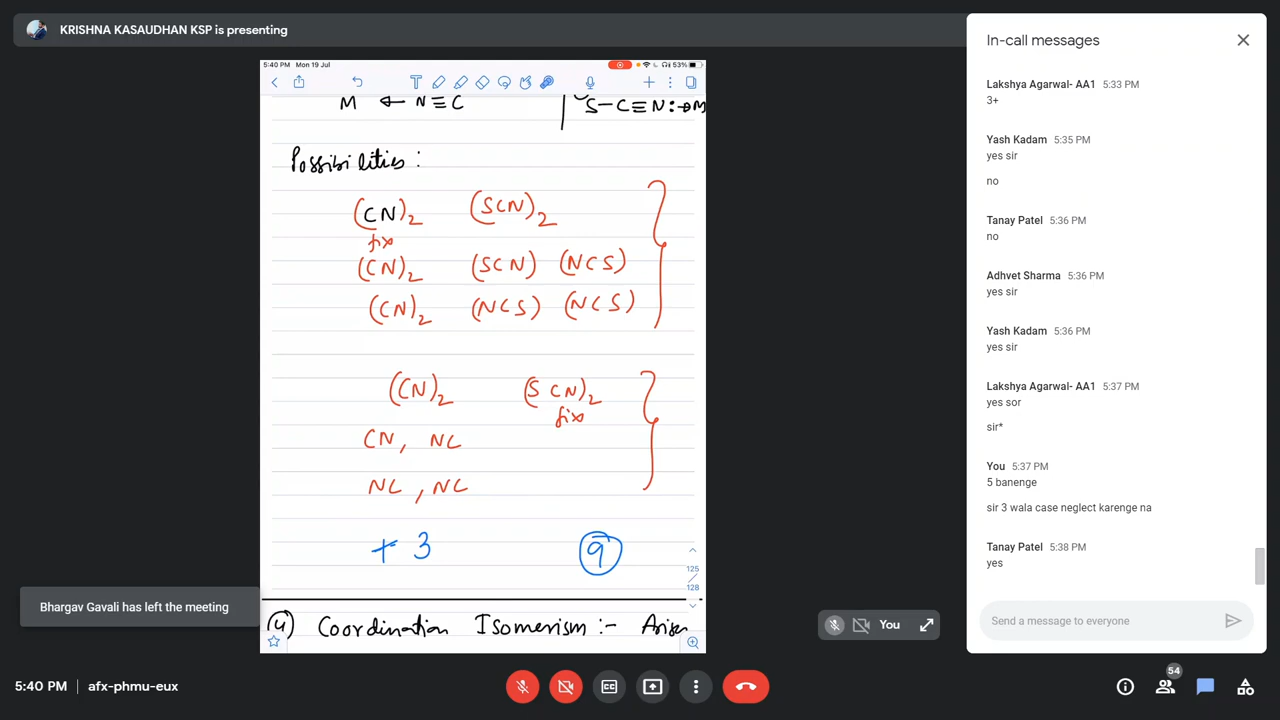 KRISHNA KASAUDHAN KSP is presenting
5:40 PM Mon 19 Jul
53%
T
M ← N≡C
S-C≡N:→M
Possibilities :
(CN)2 (SCN)2
fix
(CN)2 (SCN) (NCS)
(CN)2 (NCS) (NCS)
(CN)2 (SCN)2
fix
CN, NC
NC, NC
+ 3 9
125
128
(4) Coordination Isomerism :- Arises
Bhargav Gavali has left the meeting
You
5:40 PM afx-phmu-eux
In-call messages
Lakshya Agarwal- AA1 5:33 PM
3+
Yash Kadam 5:35 PM
yes sir
no
Tanay Patel 5:36 PM
no
Adhvet Sharma 5:36 PM
yes sir
Yash Kadam 5:36 PM
yes sir
Lakshya Agarwal- AA1 5:37 PM
yes sor
sir*
You 5:37 PM
5 banenge
sir 3 wala case neglect karenge na
Tanay Patel 5:38 PM
yes
Send a message to everyone
54